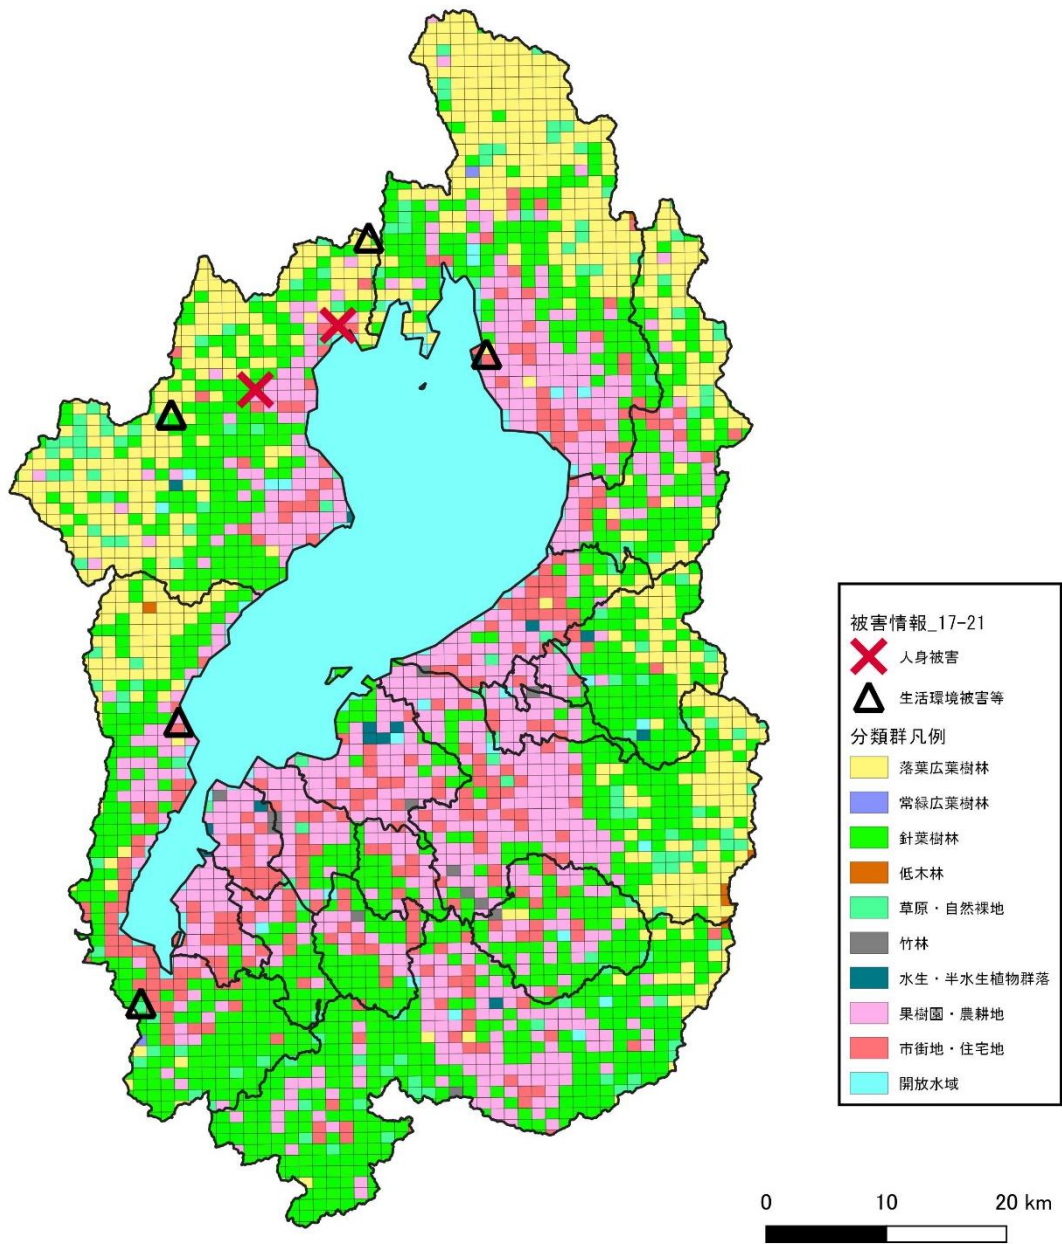 被害情報_17-21
人身被害
生活環境被害等
分類群凡例
落葉広葉樹林
常緑広葉樹林
針葉樹林
低木林
草原・自然裸地
竹林
水生・半水生植物群落
果樹園・農耕地
市街地・住宅地
開放水域
0 10 20 km